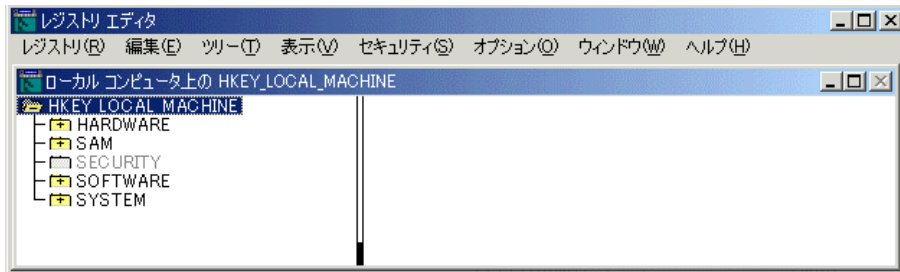 レジストリ エディタ
レジストリ(R) 編集(E) ツリー(T) 表示(V) セキュリティ(S) オプション(O) ウィンドウ(W) ヘルプ(H)
ローカル コンピュータ上の HKEY_LOCAL_MACHINE
HKEY_LOCAL_MACHINE
HARDWARE
SAM
SECURITY
SOFTWARE
SYSTEM